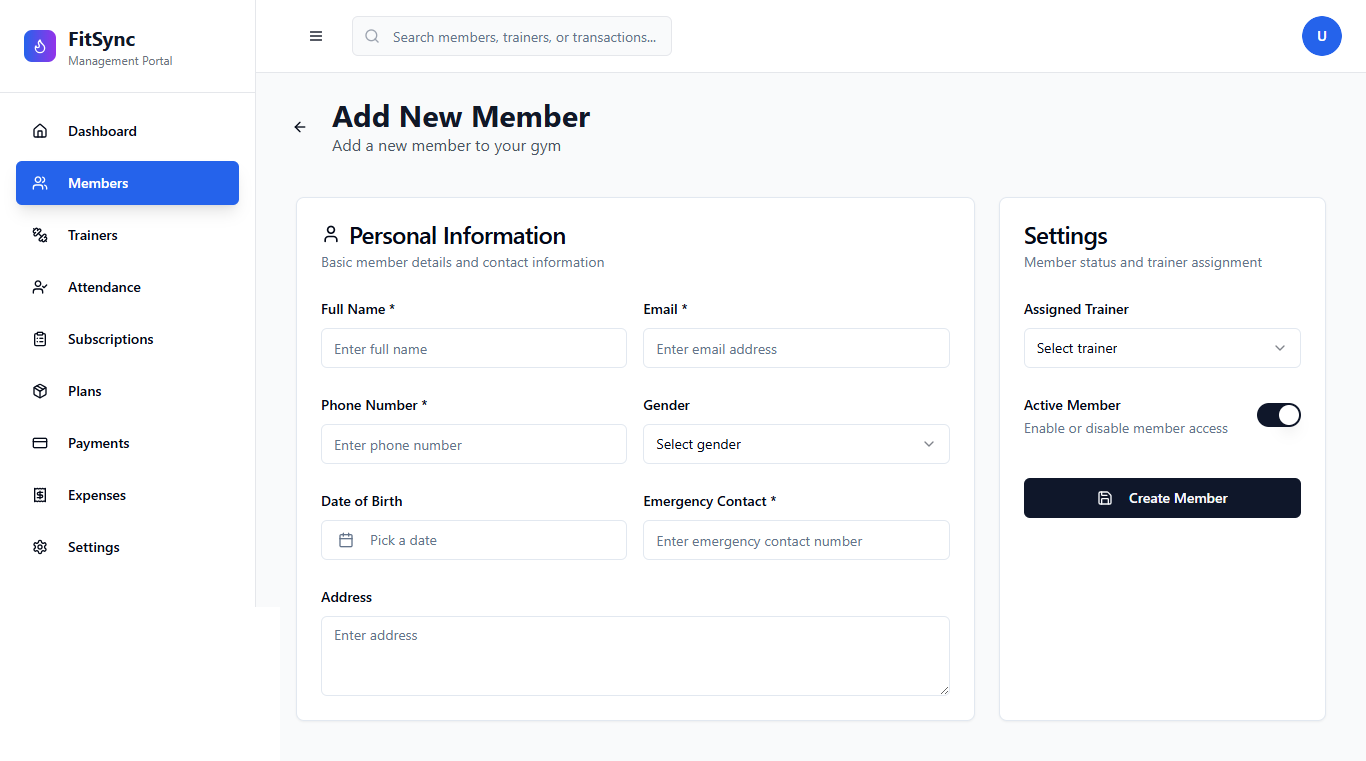 FitSync
Management Portal
Dashboard
Members
Trainers
Attendance
Subscriptions
Plans
Payments
Expenses
Settings
Search members, trainers, or transactions...
U
Add New Member
Add a new member to your gym
Personal Information
Basic member details and contact information
Full Name *
Enter full name
Email *
Enter email address
Phone Number *
Enter phone number
Gender
Select gender
Date of Birth
Pick a date
Emergency Contact *
Enter emergency contact number
Address
Enter address
Settings
Member status and trainer assignment
Assigned Trainer
Select trainer
Active Member
Enable or disable member access
Create Member